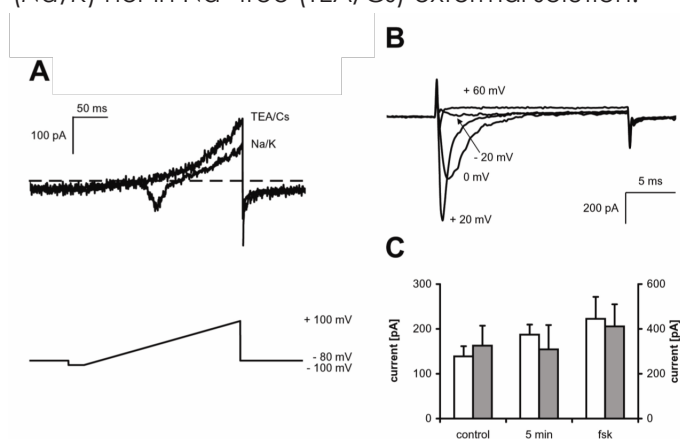 (Na/K) nor in Na⁺-free (TEA/Cs) external solution.
A
50 ms
100 pA
TEA/Cs
Na/K
+ 100 mV
- 80 mV
- 100 mV
B
+ 60 mV
- 20 mV
0 mV
+ 20 mV
5 ms
200 pA
C
300
200
100
0
current [pA]
600
400
200
0
current [pA]
control
5 min
fsk